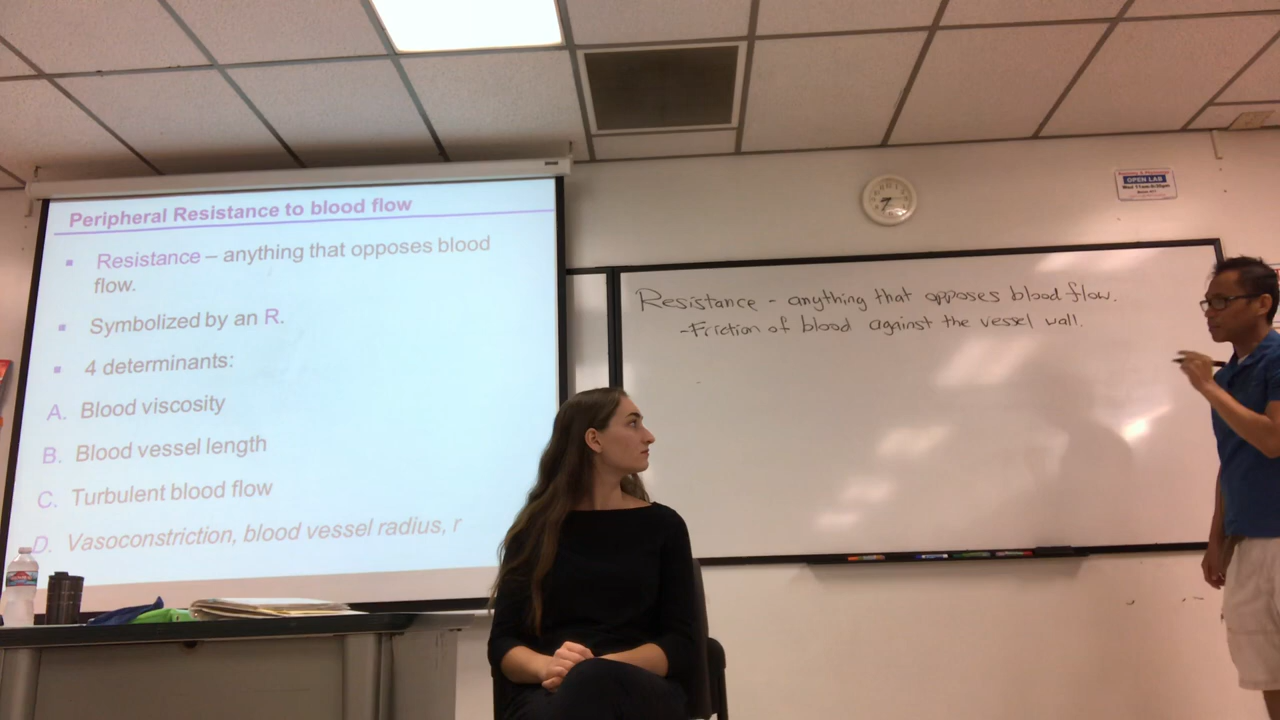 Peripheral Resistance to blood flow
Resistance – anything that opposes blood
flow.
Symbolized by an R.
4 determinants:
A. Blood viscosity
B. Blood vessel length
C. Turbulent blood flow
D. Vasoconstriction, blood vessel radius, r
Resistance - anything that opposes blood flow.
-Friction of blood against the vessel wall.
OPEN LAB